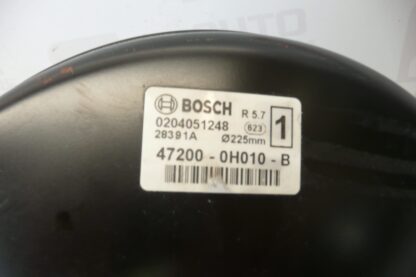 BOSCH R 5.7
0204051248 623 1
28391A Ø225mm
47200 - 0H010 - B